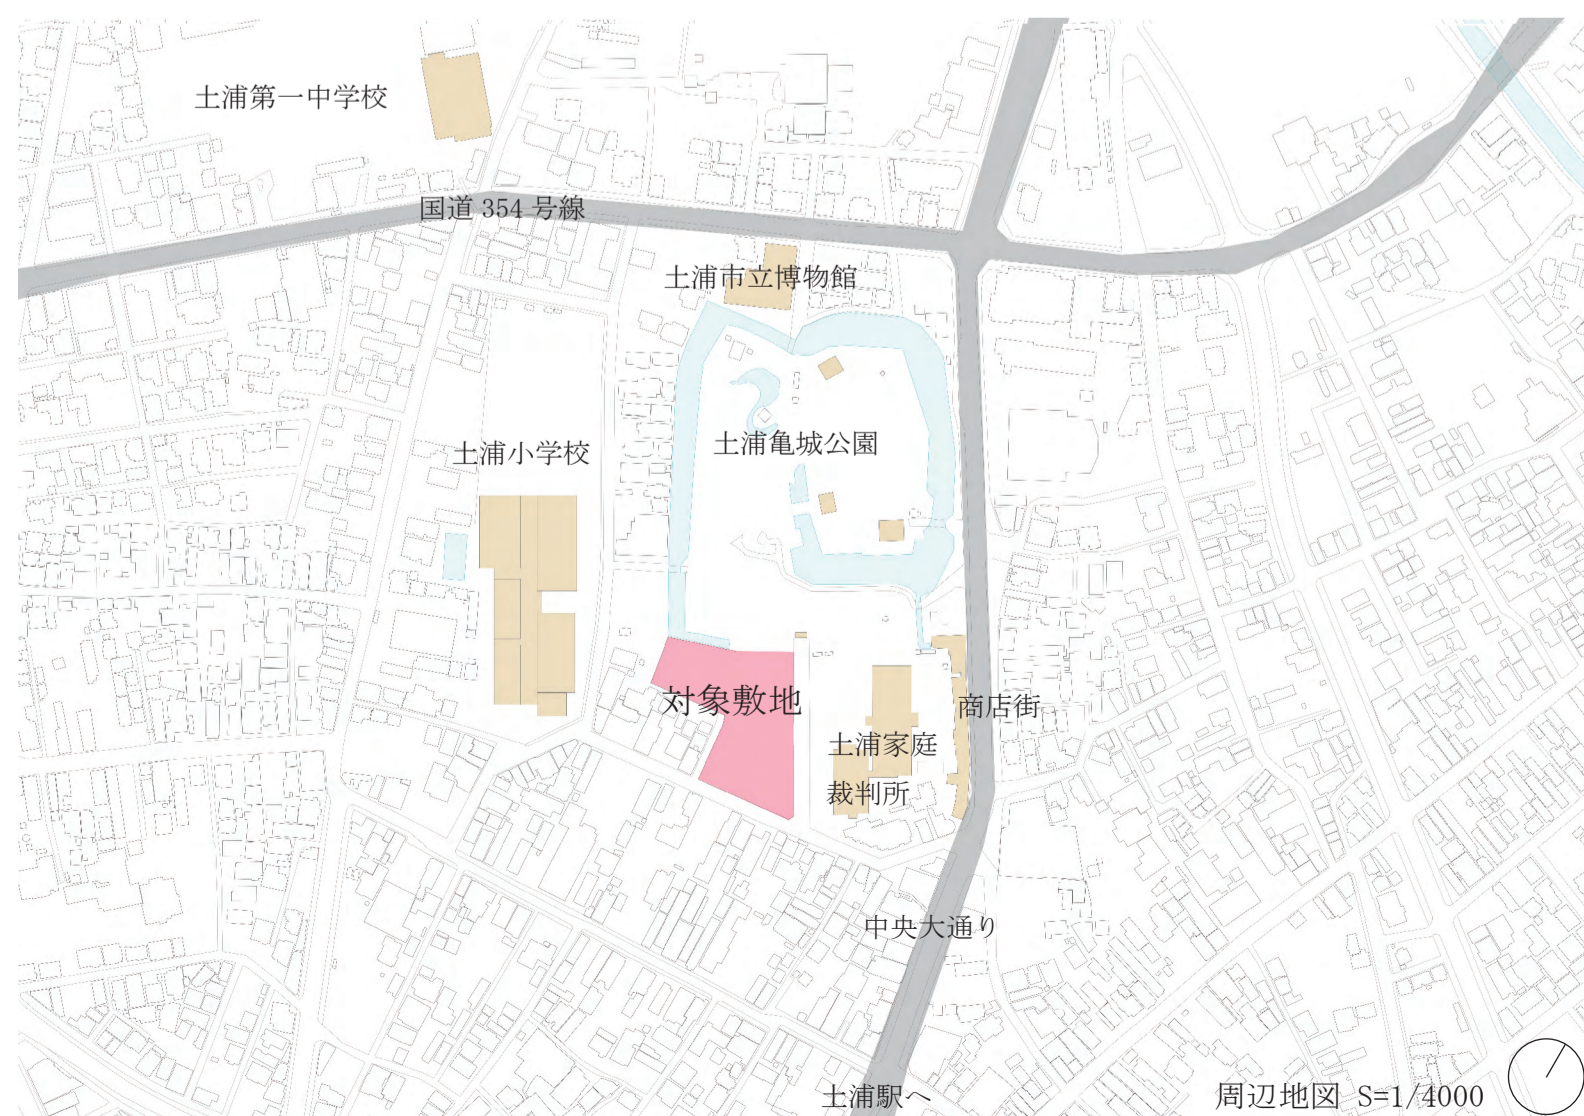 土浦第一中学校
国道 354 号線
土浦市立博物館
土浦小学校
土浦亀城公園
対象敷地
商店街
土浦家庭
裁判所
中央大通り
土浦駅へ
周辺地図 S=1/4000